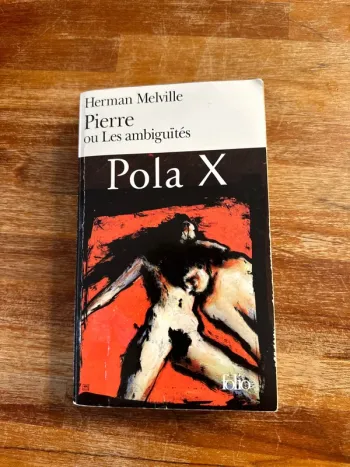 Herman Melville
Pierre
ou Les ambiguïtés
Pola X
folio